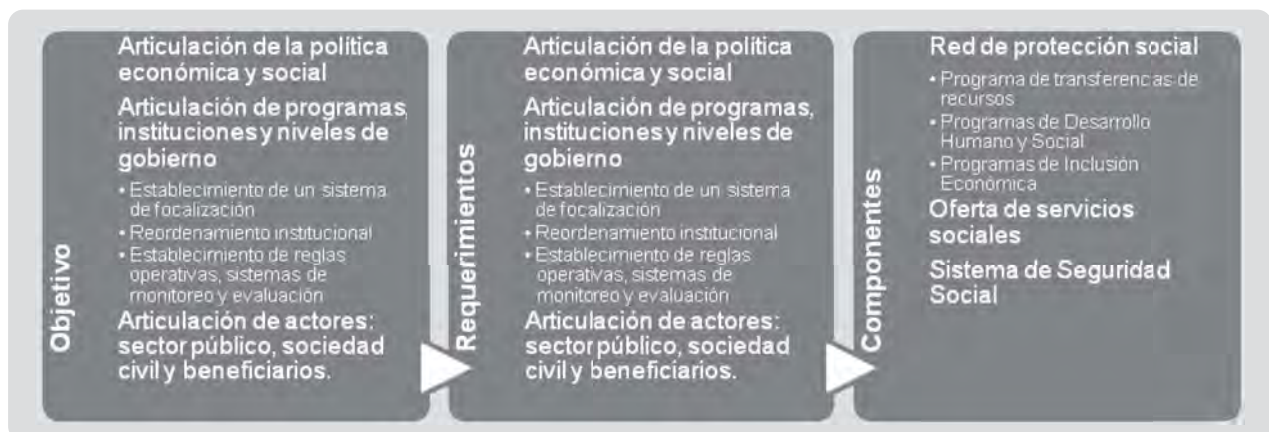 Objetivo
Articulación de la política
económica y social
Articulación de programas,
instituciones y niveles de
gobierno
• Establecimiento de un sistema
de focalización
• Reordenamiento institucional
• Establecimiento de reglas
operativas, sistemas de
monitoreo y evaluación
Articulación de actores:
sector público, sociedad
civil y beneficiarios.
Requerimientos
Articulación de la política
económica y social
Articulación de programas,
instituciones y niveles de
gobierno
• Establecimiento de un sistema
de focalización
• Reordenamiento institucional
• Establecimiento de reglas
operativas, sistemas de
monitoreo y evaluación
Articulación de actores:
sector público, sociedad
civil y beneficiarios.
Componentes
Red de protección social
• Programa de transferencas de
recursos
• Programas de Desarrollo
Humano y Social
• Programas de Inclusión
Económica
Oferta de servicios
sociales
Sistema de Seguridad
Social